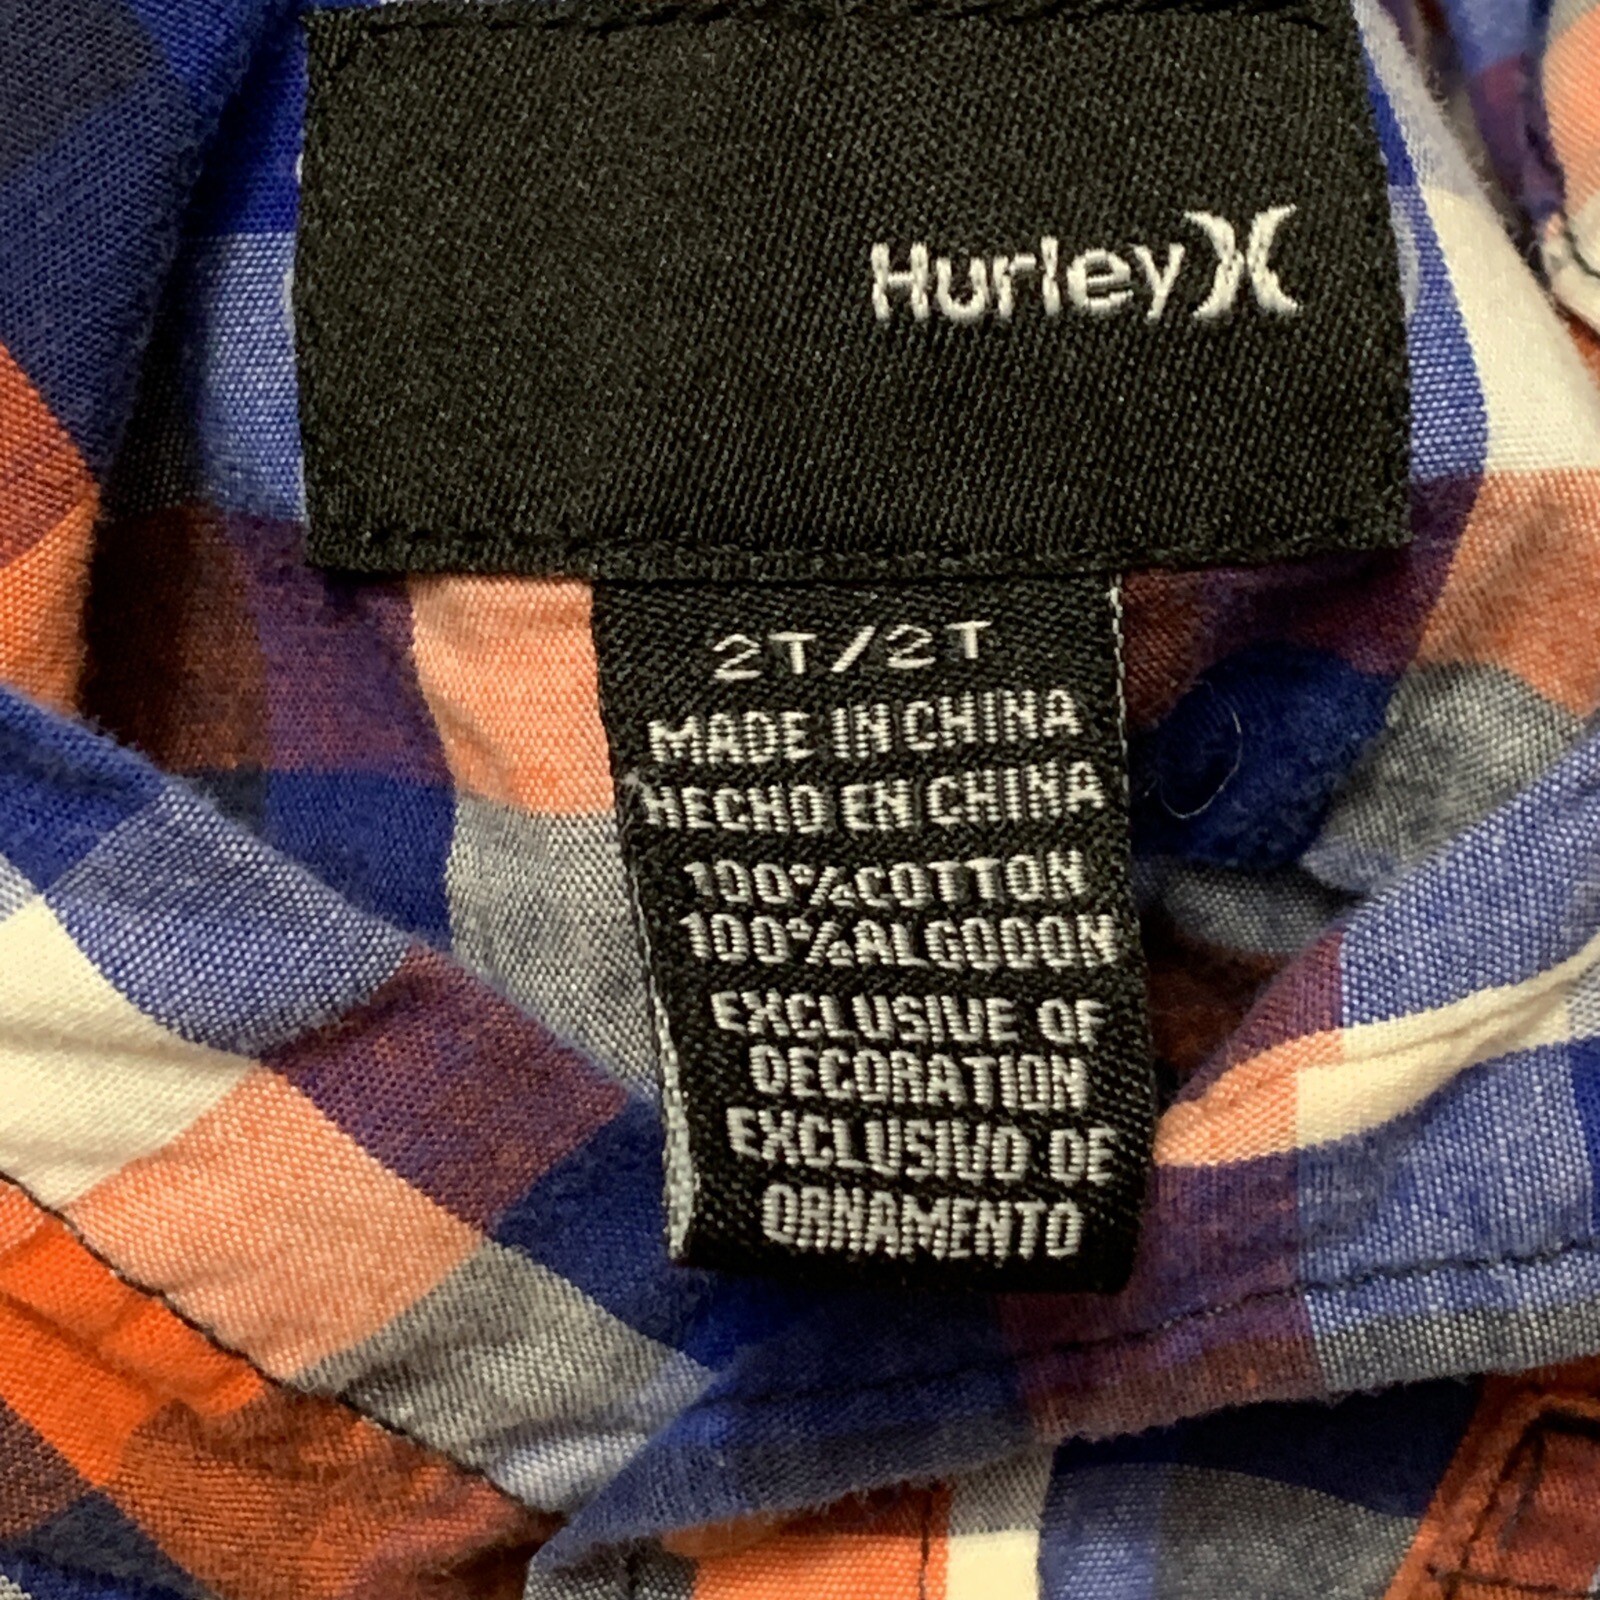 Hurley
2T/2T
MADE IN CHINA
HECHO EN CHINA
100%COTTON
100%ALGODON
EXCLUSIVE OF
DECORATION
EXCLUSIVO DE
ORNAMENTO